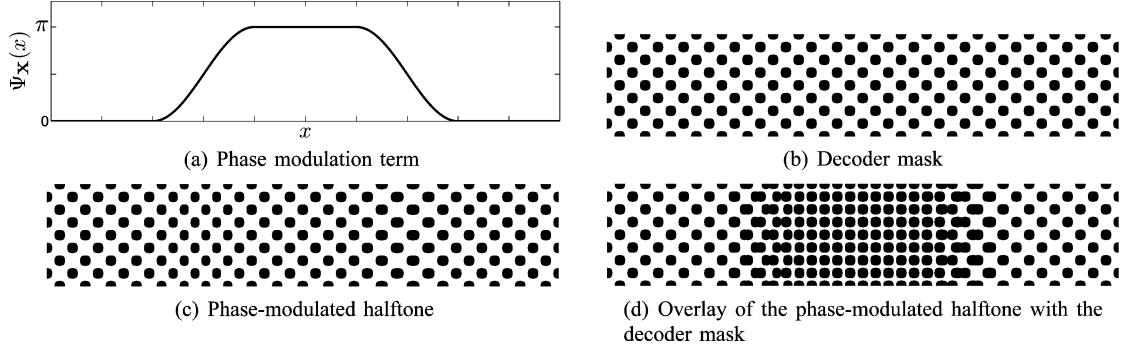 π
Ψ_X(x)
0
x
(a) Phase modulation term
(b) Decoder mask
(c) Phase-modulated halftone
(d) Overlay of the phase-modulated halftone with the
decoder mask